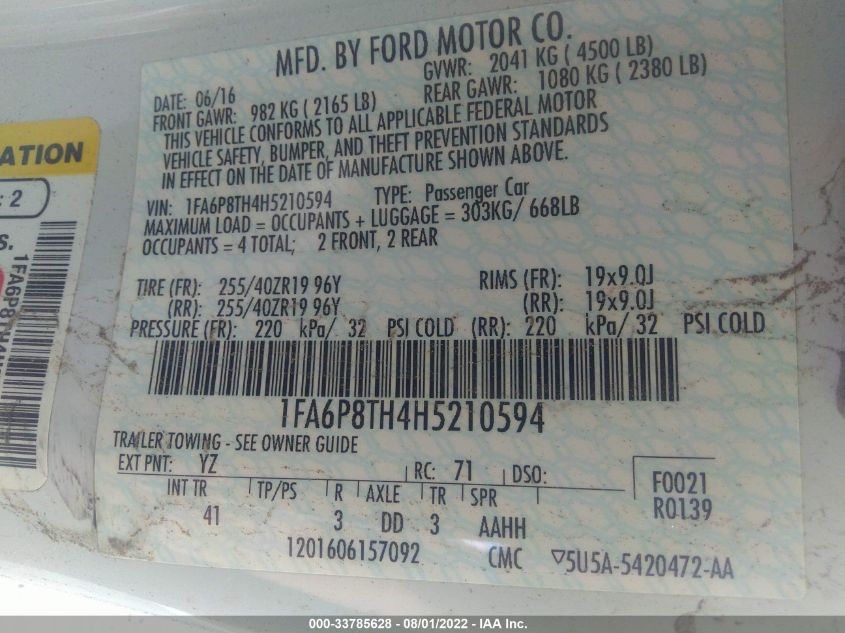 MFD. BY FORD MOTOR CO.
DATE: 06/16 GVWR: 2041 KG ( 4500 LB)
FRONT GAWR: 982 KG ( 2165 LB) REAR GAWR: 1080 KG ( 2380 LB)
THIS VEHICLE CONFORMS TO ALL APPLICABLE FEDERAL MOTOR
VEHICLE SAFETY, BUMPER, AND THEFT PREVENTION STANDARDS
IN EFFECT ON THE DATE OF MANUFACTURE SHOWN ABOVE.
VIN: 1FA6P8TH4H5210594 TYPE: Passenger Car
MAXIMUM LOAD = OCCUPANTS + LUGGAGE = 303KG/ 668LB
OCCUPANTS = 4 TOTAL; 2 FRONT, 2 REAR
TIRE (FR): 255/40ZR19 96Y RIMS (FR): 19x9.0J
(RR): 255/40ZR19 96Y (RR): 19x9.0J
PRESSURE (FR): 220 kPa/ 32 PSI COLD (RR): 220 kPa/ 32 PSI COLD
1FA6P8TH4H5210594
TRAILER TOWING - SEE OWNER GUIDE
EXT PNT: YZ RC: 71 DSO:
INT TR TP/PS R AXLE TR SPR
41 3 DD 3 AAHH
F0021
R0139
1201606157092 CMC ▽5U5A-5420472-AA
ATION
: 2
S.
000-33785628 - 08/01/2022 - IAA Inc.